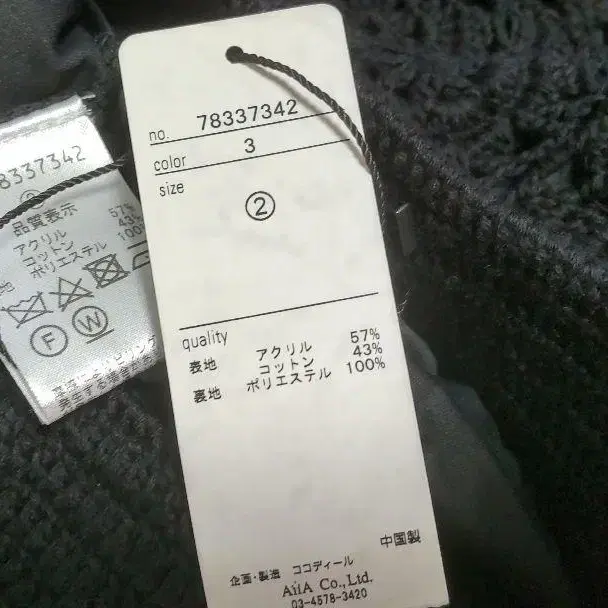 no. 78337342
color 3
size
②
quality
表地 アクリル 57%
コットン 43%
裏地 ポリエステル 100%
中国製
企画・製造 ココディール
AiiA Co.,Ltd.
03-4578-3420
8337342
品質表示
アクリル 57%
コットン 43%
地 ポリエステル 100%
F W